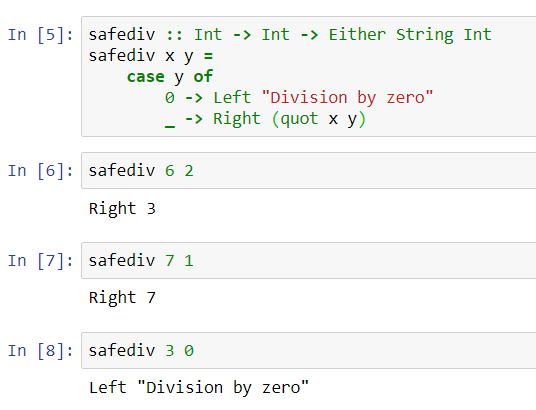 In [5]: safediv :: Int -> Int -> Either String Int
safediv x y =
    case y of
        0 -> Left "Division by zero"
        _ -> Right (quot x y)
In [6]: safediv 6 2
Right 3
In [7]: safediv 7 1
Right 7
In [8]: safediv 3 0
Left "Division by zero"